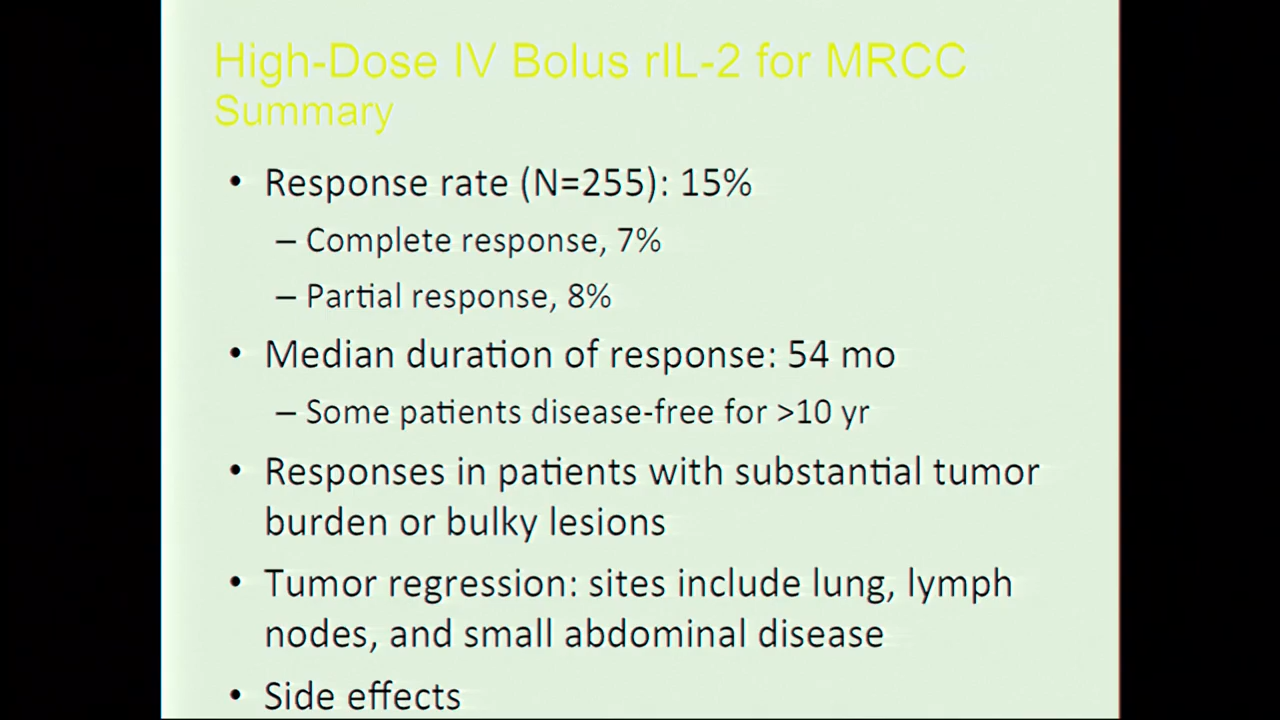 High-Dose IV Bolus rIL-2 for MRCC
Summary
• Response rate (N=255): 15%
– Complete response, 7%
– Partial response, 8%
• Median duration of response: 54 mo
– Some patients disease-free for >10 yr
• Responses in patients with substantial tumor
burden or bulky lesions
• Tumor regression: sites include lung, lymph
nodes, and small abdominal disease
• Side effects